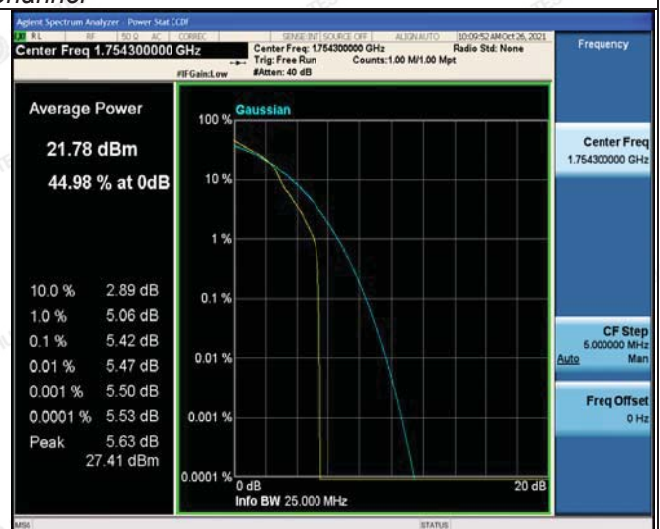 hannel
Agilent Spectrum Analyzer - Power Stat CCDF
RL RF 50 Ω AC CORREC SENSE:INT SOURCE OFF ALIGN AUTO 10:09:52 AM Oct 26, 2021
Center Freq 1.754300000 GHz
Center Freq: 1.754300000 GHz Radio Std: None
Trig: Free Run Counts:1.00 M/1.00 Mpt
#IFGain:Low #Atten: 40 dB
Frequency
Average Power
21.78 dBm
44.98 % at 0dB
10.0 % 2.89 dB
1.0 % 5.06 dB
0.1 % 5.42 dB
0.01 % 5.47 dB
0.001 % 5.50 dB
0.0001 % 5.53 dB
Peak 5.63 dB
27.41 dBm
Gaussian
100 %
10 %
1 %
0.1 %
0.01 %
0.001 %
0.0001 %
0 dB 20 dB
Info BW 25.000 MHz
Center Freq
1.754300000 GHz
CF Step
5.000000 MHz
Auto Man
Freq Offset
0 Hz
MSG STATUS